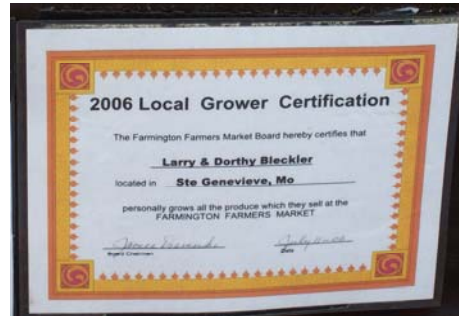 2006 Local Grower Certification
The Farmington Farmers Market Board hereby certifies that
Larry & Dorthy Bleckler
located in Ste Genevieve, Mo
personally grows all the produce which they sell at the
FARMINGTON FARMERS MARKET
Board Chairman Date